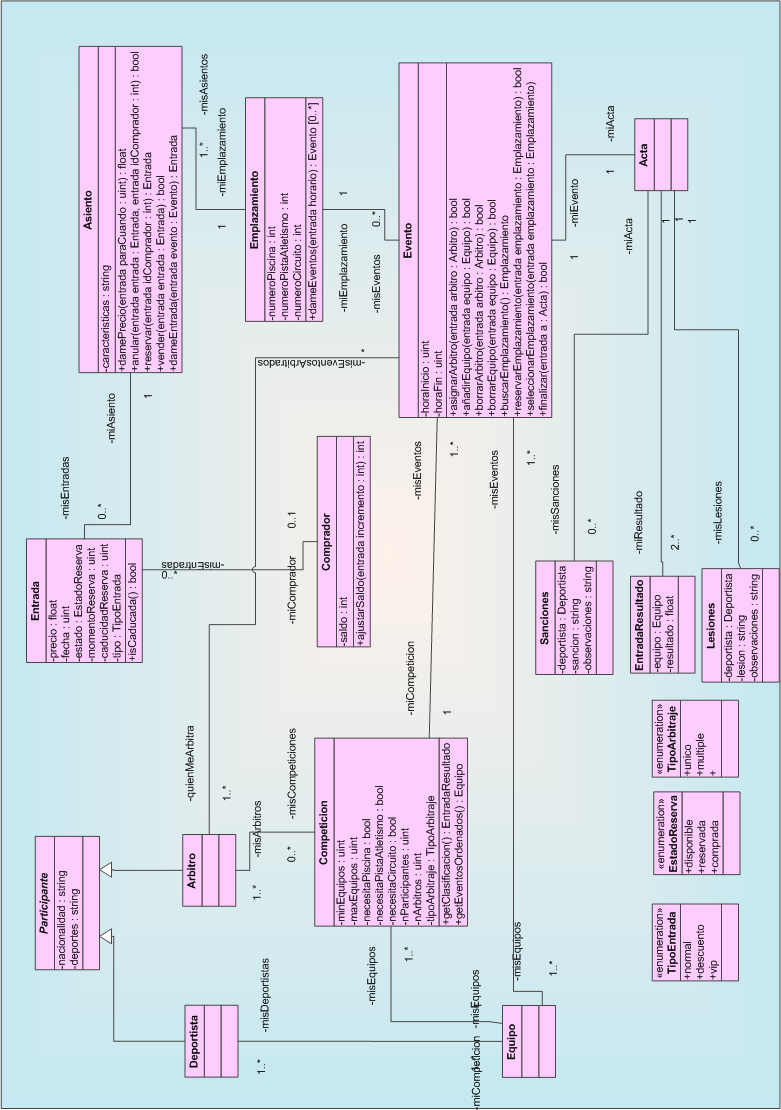 Asiento
-caracteristicas : string
+damePrecio(entrada paraCuando : uint) : float
+anular(entrada entrada : Entrada, entrada idComprador : int) : bool
+reservar(entrada idComprador : int) : Entrada
+vender(entrada entrada : Entrada) : bool
+dameEntrada(entrada evento : Evento) : Entrada
-misAsientos
1..*
-miEmplazamiento
1
Emplazamiento
-numeroPiscina : int
-numeroPistaAtletismo : int
-numeroCircuito : int
+dameEventos(entrada horario) : Evento [0..*]
-miEmplazamiento
1
-misEventos
0..*
Evento
-horaInicio : uint
-horaFin : uint
+asignarArbitro(entrada arbitro : Arbitro) : bool
+añadirEquipo(entrada equipo : Equipo) : bool
+borrarArbitro(entrada arbitro : Arbitro) : bool
+borrarEquipo(entrada equipo : Equipo) : bool
+buscarEmplazamiento() : Emplazamiento
+reservarEmplazamiento(entrada emplazamiento : Emplazamiento) : bool
+seleccionarEmplazamiento(entrada emplazamiento : Emplazamiento)
+finalizar(entrada a : Acta) : bool
-miEvento
1
-miActa
1
Acta
-miActa
1
1
1
-miAsiento
1
-misEntradas
0..*
Entrada
-precio : float
-fecha : uint
-estado : EstadoReserva
-momentoReserva : uint
-caducidadReserva : uint
-tipo : TipoEntrada
+isCaducada() : bool
-misEntradas
0..*
-miComprador
0..1
Comprador
-saldo : int
+ajustarSaldo(entrada incremento : int) : int
-misEventosArbitrados
*
-quienMeArbitra
1..*
-misEventos
1..*
-miCompeticion
1
-misEventos
1..*
-misEquipos
1..*
-misSanciones
0..*
Sanciones
-deportista : Deportista
-sancion : string
-observaciones : string
-miResultado
2..*
EntradaResultado
-equipo : Equipo
-resultado : float
-misLesiones
0..*
Lesiones
-deportista : Deportista
-lesion : string
-observaciones : string
Participante
-nacionalidad : string
-deportes : string
Arbitro
-misArbitros
1..*
-misCompeticiones
0..*
Competicion
-minEquipos : uint
-maxEquipos : uint
-necesitaPiscina : bool
-necesitaPistaAtletismo : bool
-necesitaCircuito : bool
-nParticipantes : uint
-nArbitros : uint
-tipoArbitraje : TipoArbitraje
+getClasificacion() : EntradaResultado
+getEventosOrdenados() : Equipo
-misEquipos
1..*
Deportista
-misDeportistas
1..*
-misEquipos
-miCompeticion
Equipo
«enumeration»
TipoArbitraje
+unico
+multiple
+
«enumeration»
EstadoReserva
+disponible
+reservada
+comprada
«enumeration»
TipoEntrada
+normal
+descuento
+vip